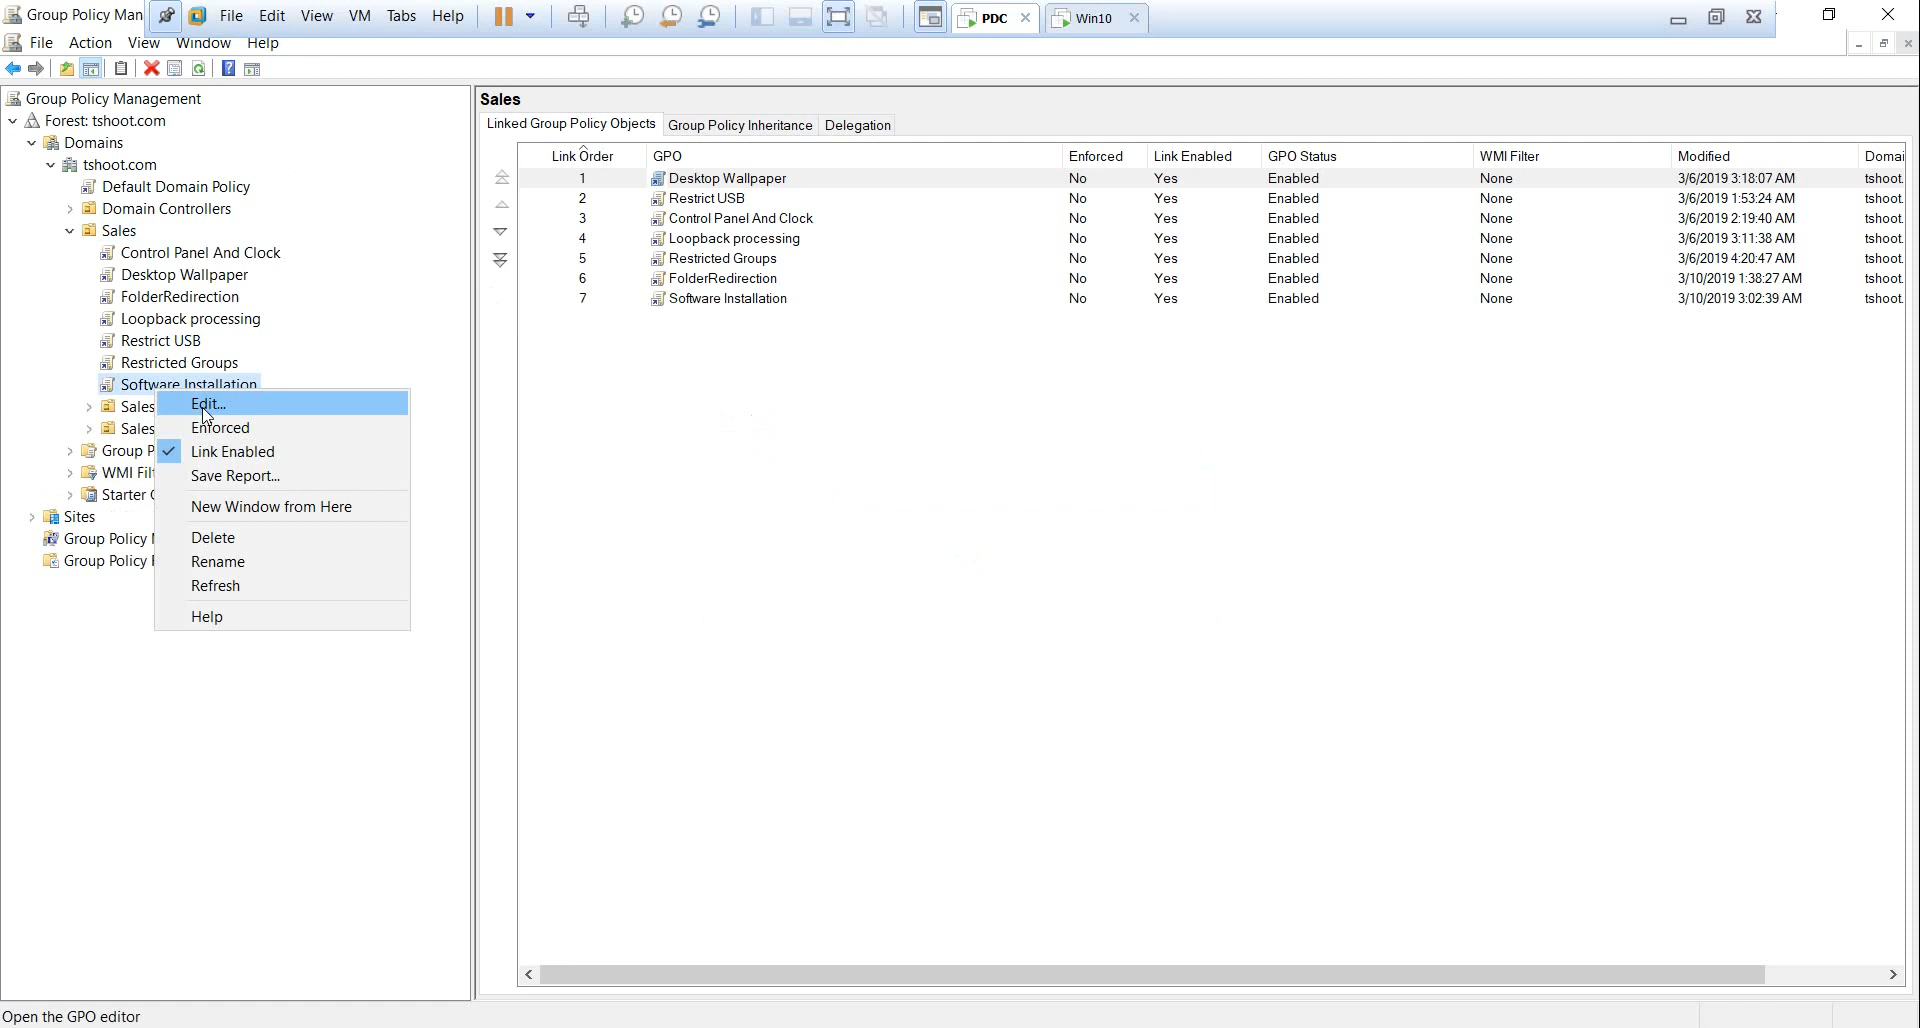 Group Policy Man
File Edit View VM Tabs Help
PDC
Win10
File Action View Window Help
Group Policy Management
Forest: tshoot.com
Domains
tshoot.com
Default Domain Policy
Domain Controllers
Sales
Control Panel And Clock
Desktop Wallpaper
FolderRedirection
Loopback processing
Restrict USB
Restricted Groups
Software Installation
Sales
Sales
Group P
WMI Filt
Starter
Sites
Group Policy
Group Policy
Edit...
Enforced
Link Enabled
Save Report...
New Window from Here
Delete
Rename
Refresh
Help
Sales
Linked Group Policy Objects Group Policy Inheritance Delegation
Link Order GPO Enforced Link Enabled GPO Status WMI Filter Modified Domai
1 Desktop Wallpaper No Yes Enabled None 3/6/2019 3:18:07 AM tshoot.
2 Restrict USB No Yes Enabled None 3/6/2019 1:53:24 AM tshoot.
3 Control Panel And Clock No Yes Enabled None 3/6/2019 2:19:40 AM tshoot.
4 Loopback processing No Yes Enabled None 3/6/2019 3:11:38 AM tshoot.
5 Restricted Groups No Yes Enabled None 3/6/2019 4:20:47 AM tshoot.
6 FolderRedirection No Yes Enabled None 3/10/2019 1:38:27 AM tshoot.
7 Software Installation No Yes Enabled None 3/10/2019 3:02:39 AM tshoot.
Open the GPO editor